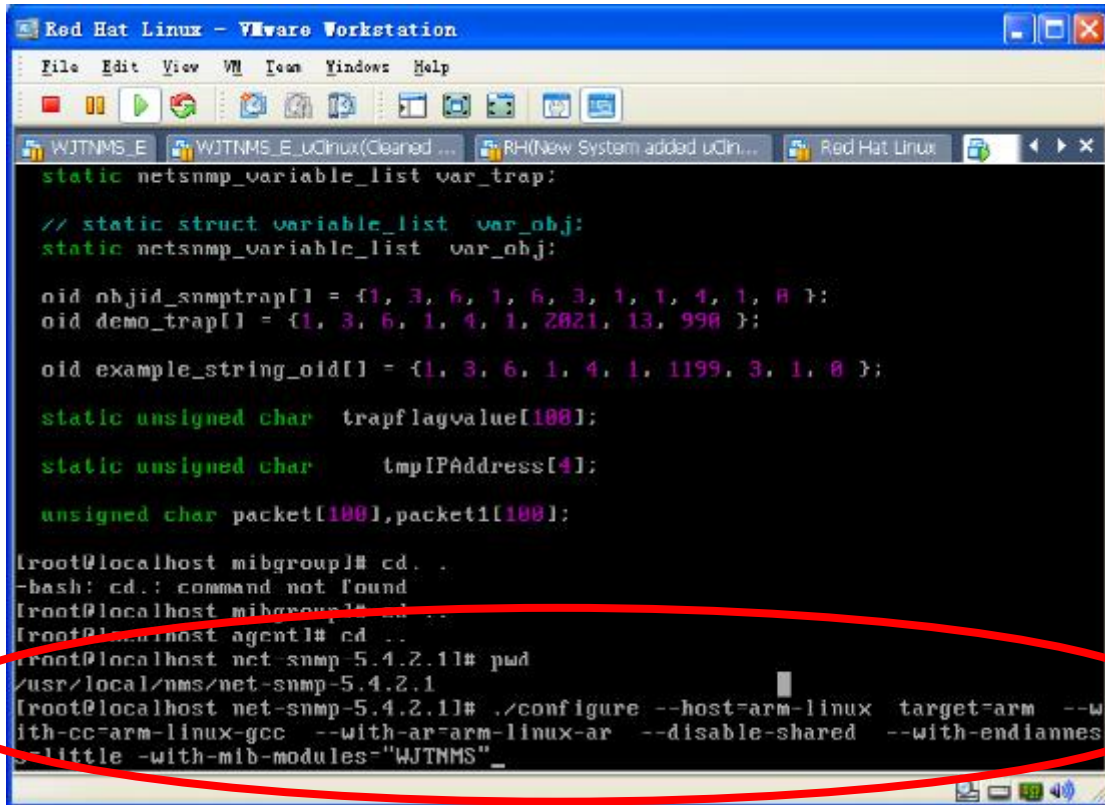 Red Hat Linux - VMware Workstation
File Edit View VM Team Windows Help
WJTNMS_E WJTNMS_E_uClinux(Cleaned ... RH(New System added uClin... Red Hat Linux
static netsnmp_variable_list var_trap;
// static struct variable_list var_obj;
static netsnmp_variable_list var_obj;
oid objid_snmptrap[] = {1, 3, 6, 1, 6, 3, 1, 1, 4, 1, 0 };
oid demo_trap[] = {1, 3, 6, 1, 4, 1, 2021, 13, 990 };
oid example_string_oid[] = {1, 3, 6, 1, 4, 1, 1199, 3, 1, 0 };
static unsigned char trapflagvalue[100];
static unsigned char tmpIPAddress[4];
unsigned char packet[100],packet1[100];
[root@localhost mibgroup]# cd. .
-bash: cd.: command not found
[root@localhost mibgroup]# cd ..
[root@localhost agent]# cd ..
[root@localhost net-snmp-5.4.2.1]# pwd
/usr/local/nms/net-snmp-5.4.2.1
[root@localhost net-snmp-5.4.2.1]# ./configure --host=arm-linux target=arm --w
ith-cc=arm-linux-gcc --with-ar=arm-linux-ar --disable-shared --with-endiannes
s=little -with-mib-modules="WJTNMS"_